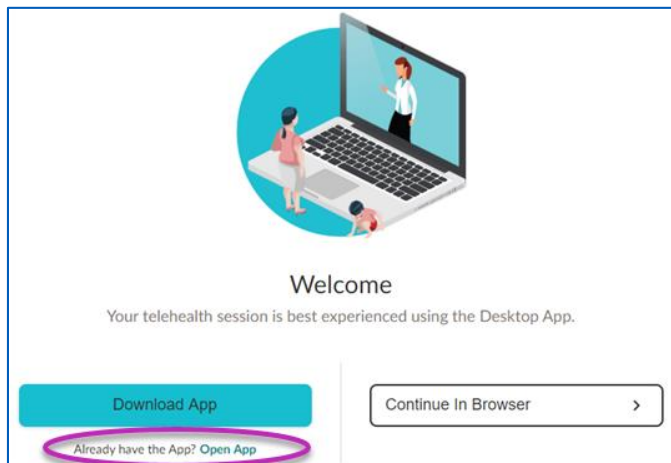 Welcome
Your telehealth session is best experienced using the Desktop App.
Download App
Already have the App? Open App
Continue In Browser >